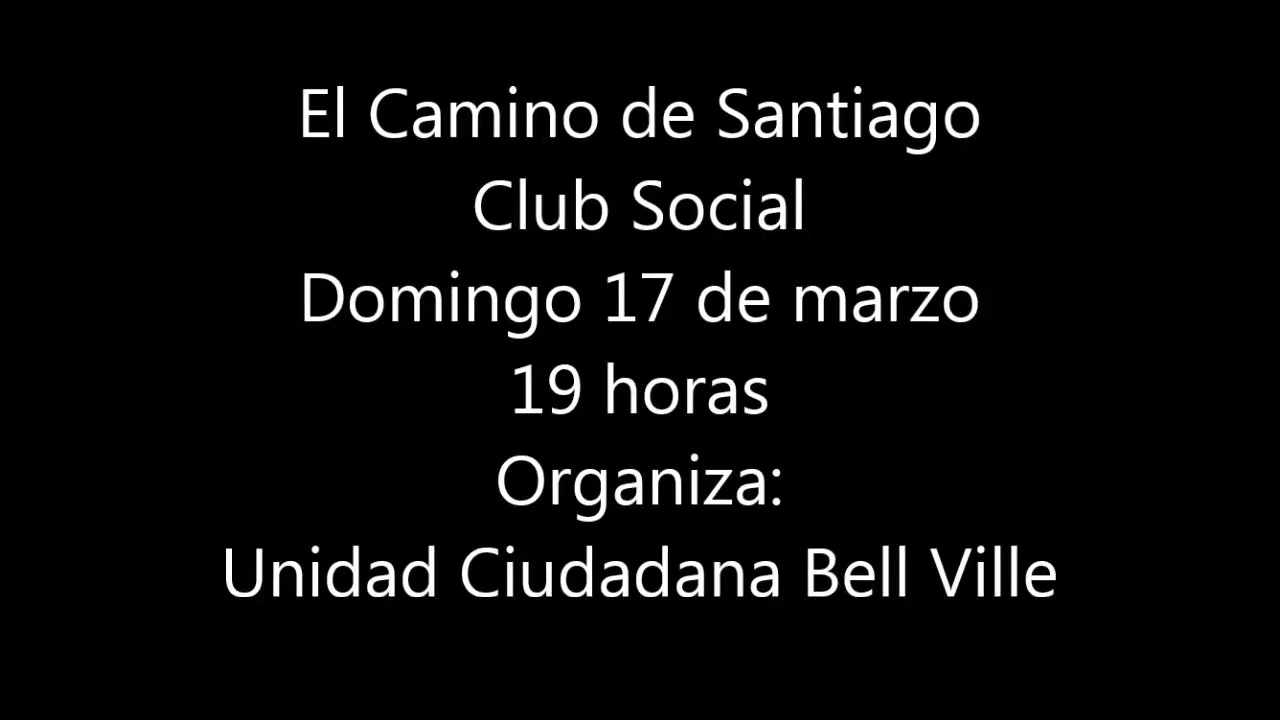 El Camino de Santiago
Club Social
Domingo 17 de marzo
19 horas
Organiza:
Unidad Ciudadana Bell Ville